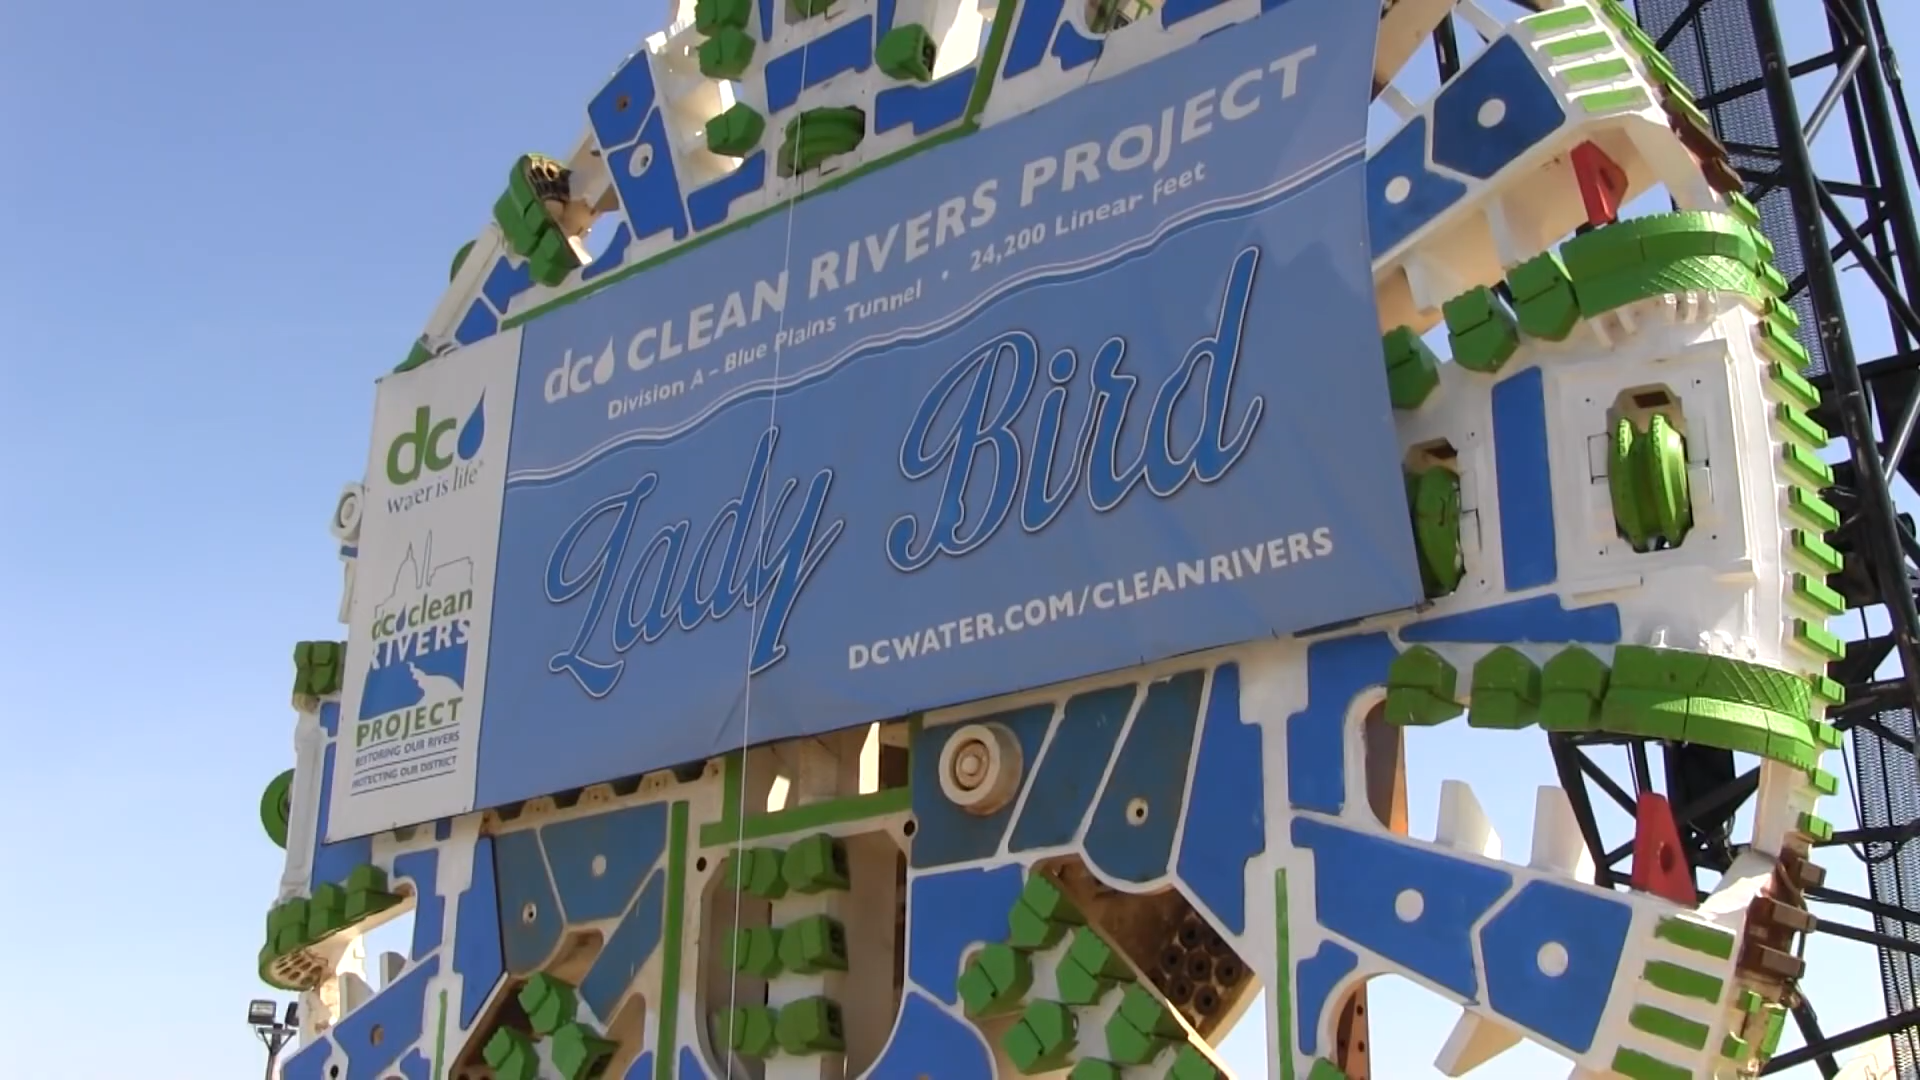 dc CLEAN RIVERS PROJECT
Division A - Blue Plains Tunnel • 24,200 Linear Feet
Lady Bird
DCWATER.COM/CLEANRIVERS
dc
water is life®
dc clean
RIVERS
PROJECT
RESTORING OUR RIVERS
PROTECTING OUR DISTRICT